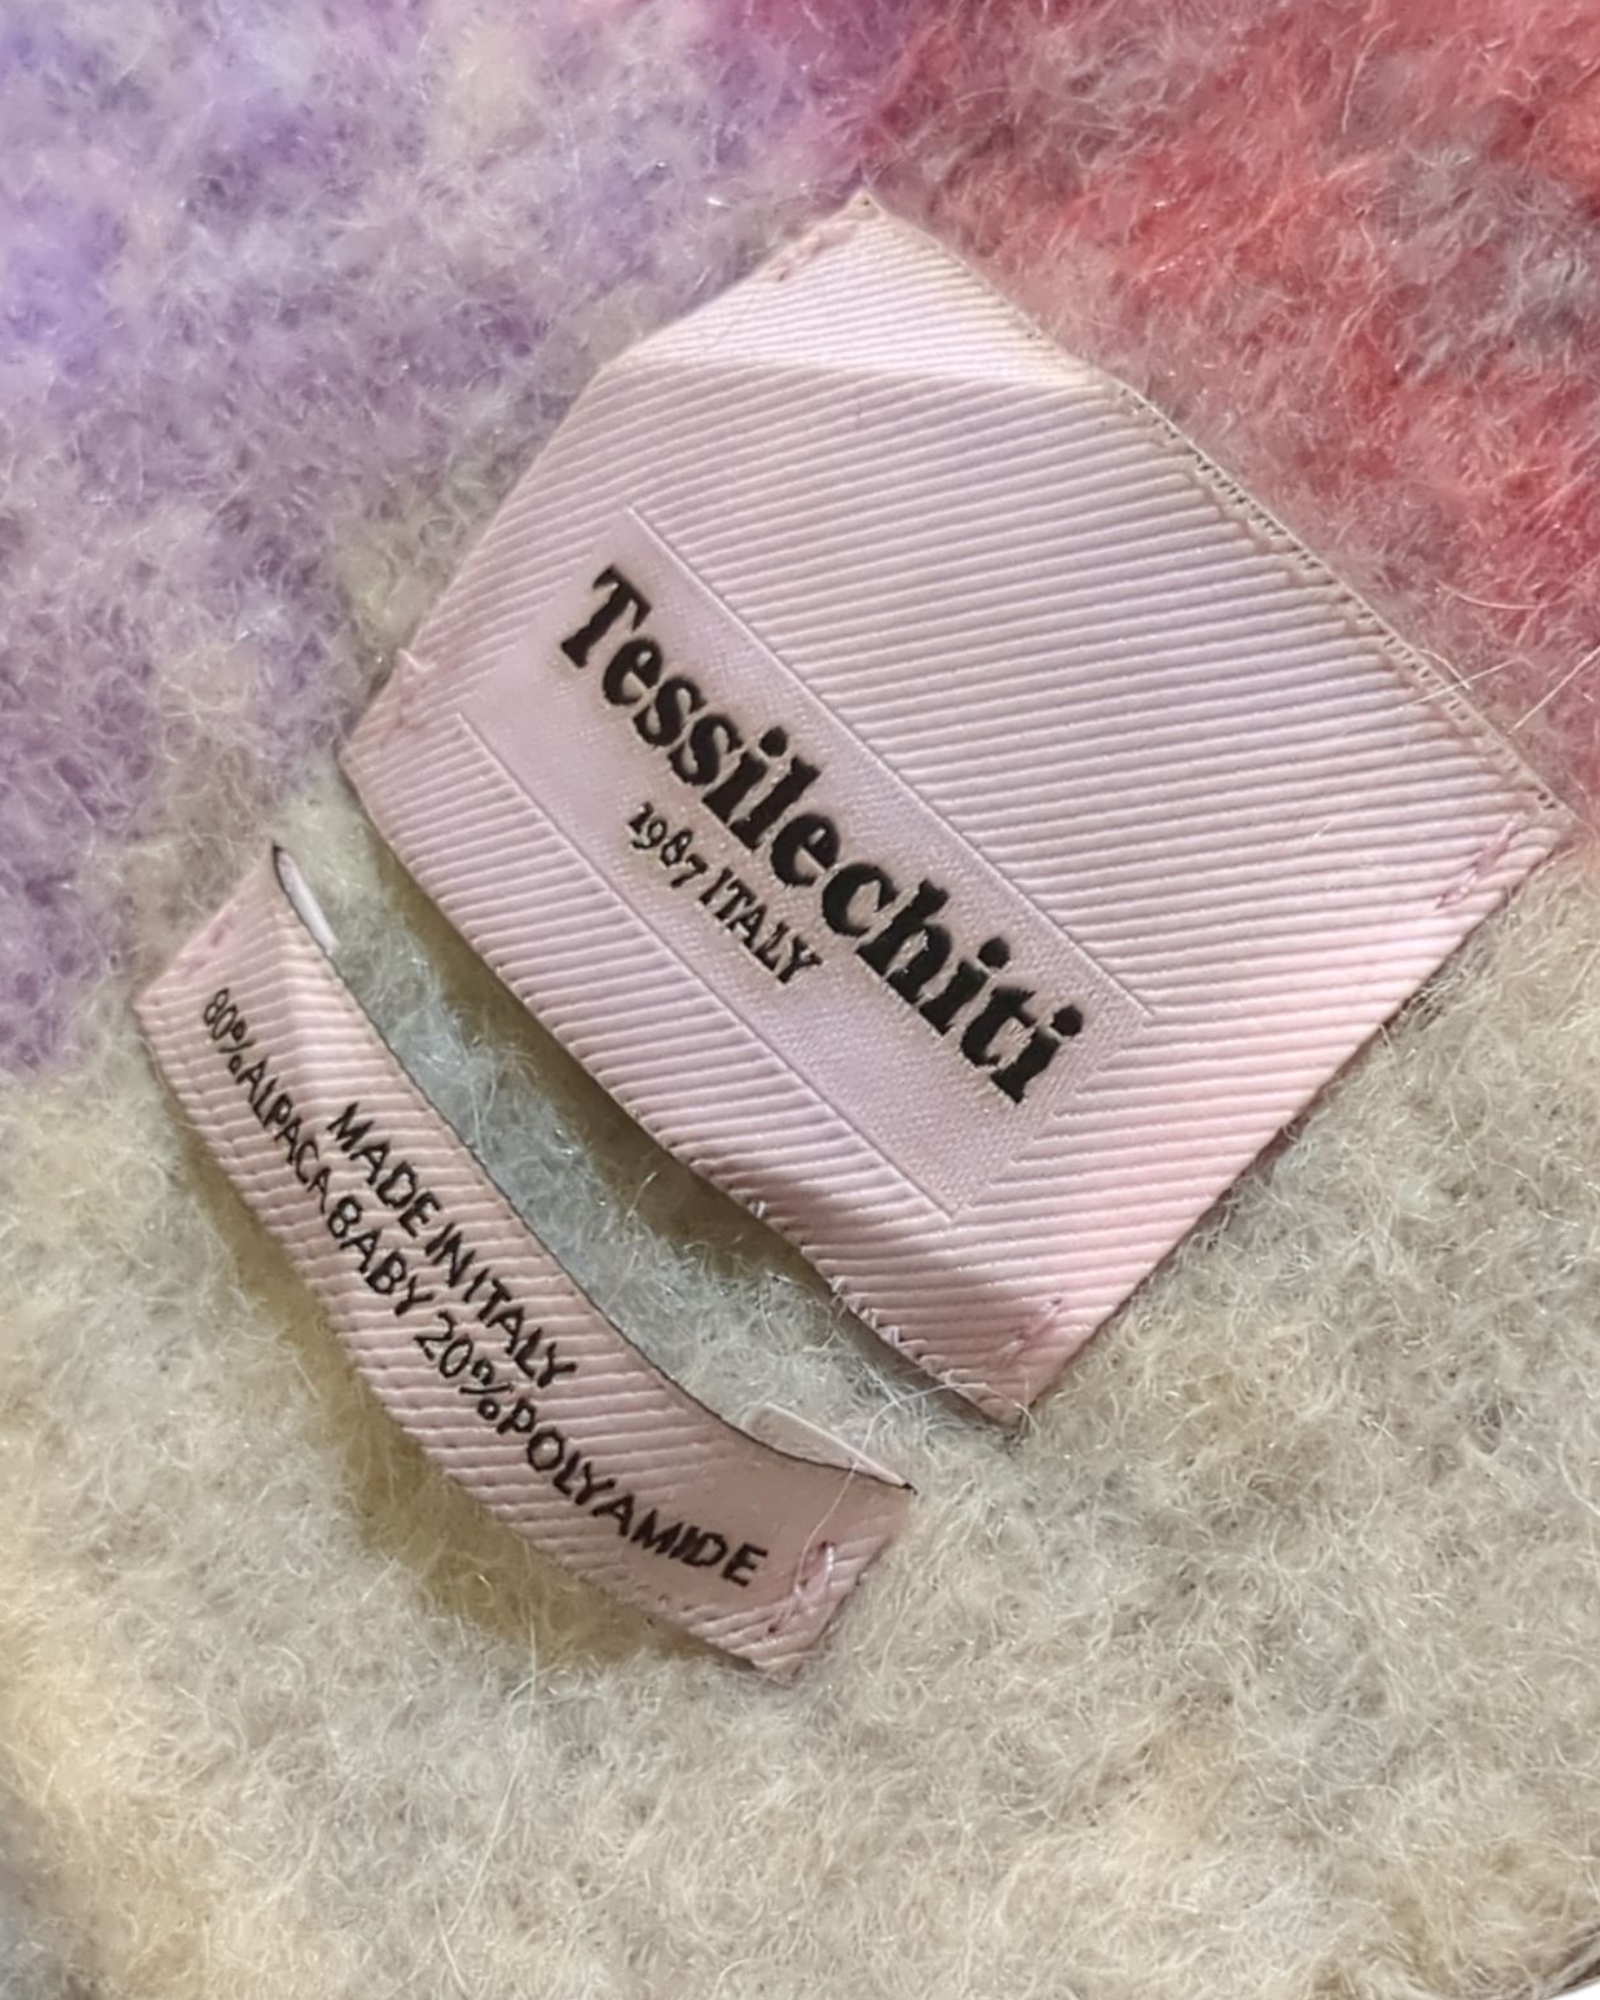 Tessilechiti
1987 ITALY
MADE IN ITALY
80% ALPACA BABY 20% POLYAMIDE